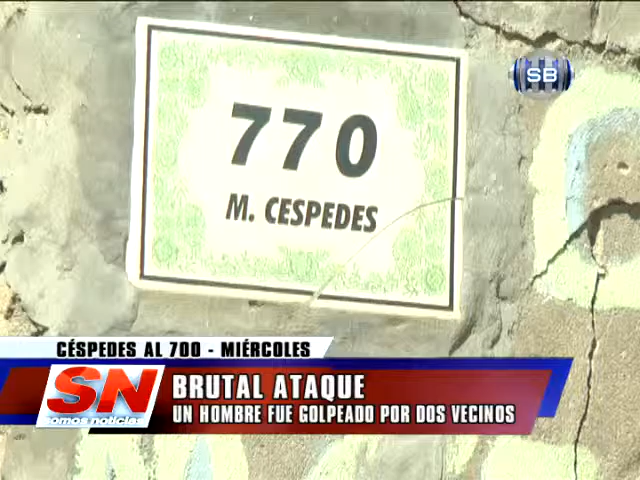 770
M. CESPEDES
SB
CÉSPEDES AL 700 - MIÉRCOLES
SN
somos noticias
BRUTAL ATAQUE
UN HOMBRE FUE GOLPEADO POR DOS VECINOS